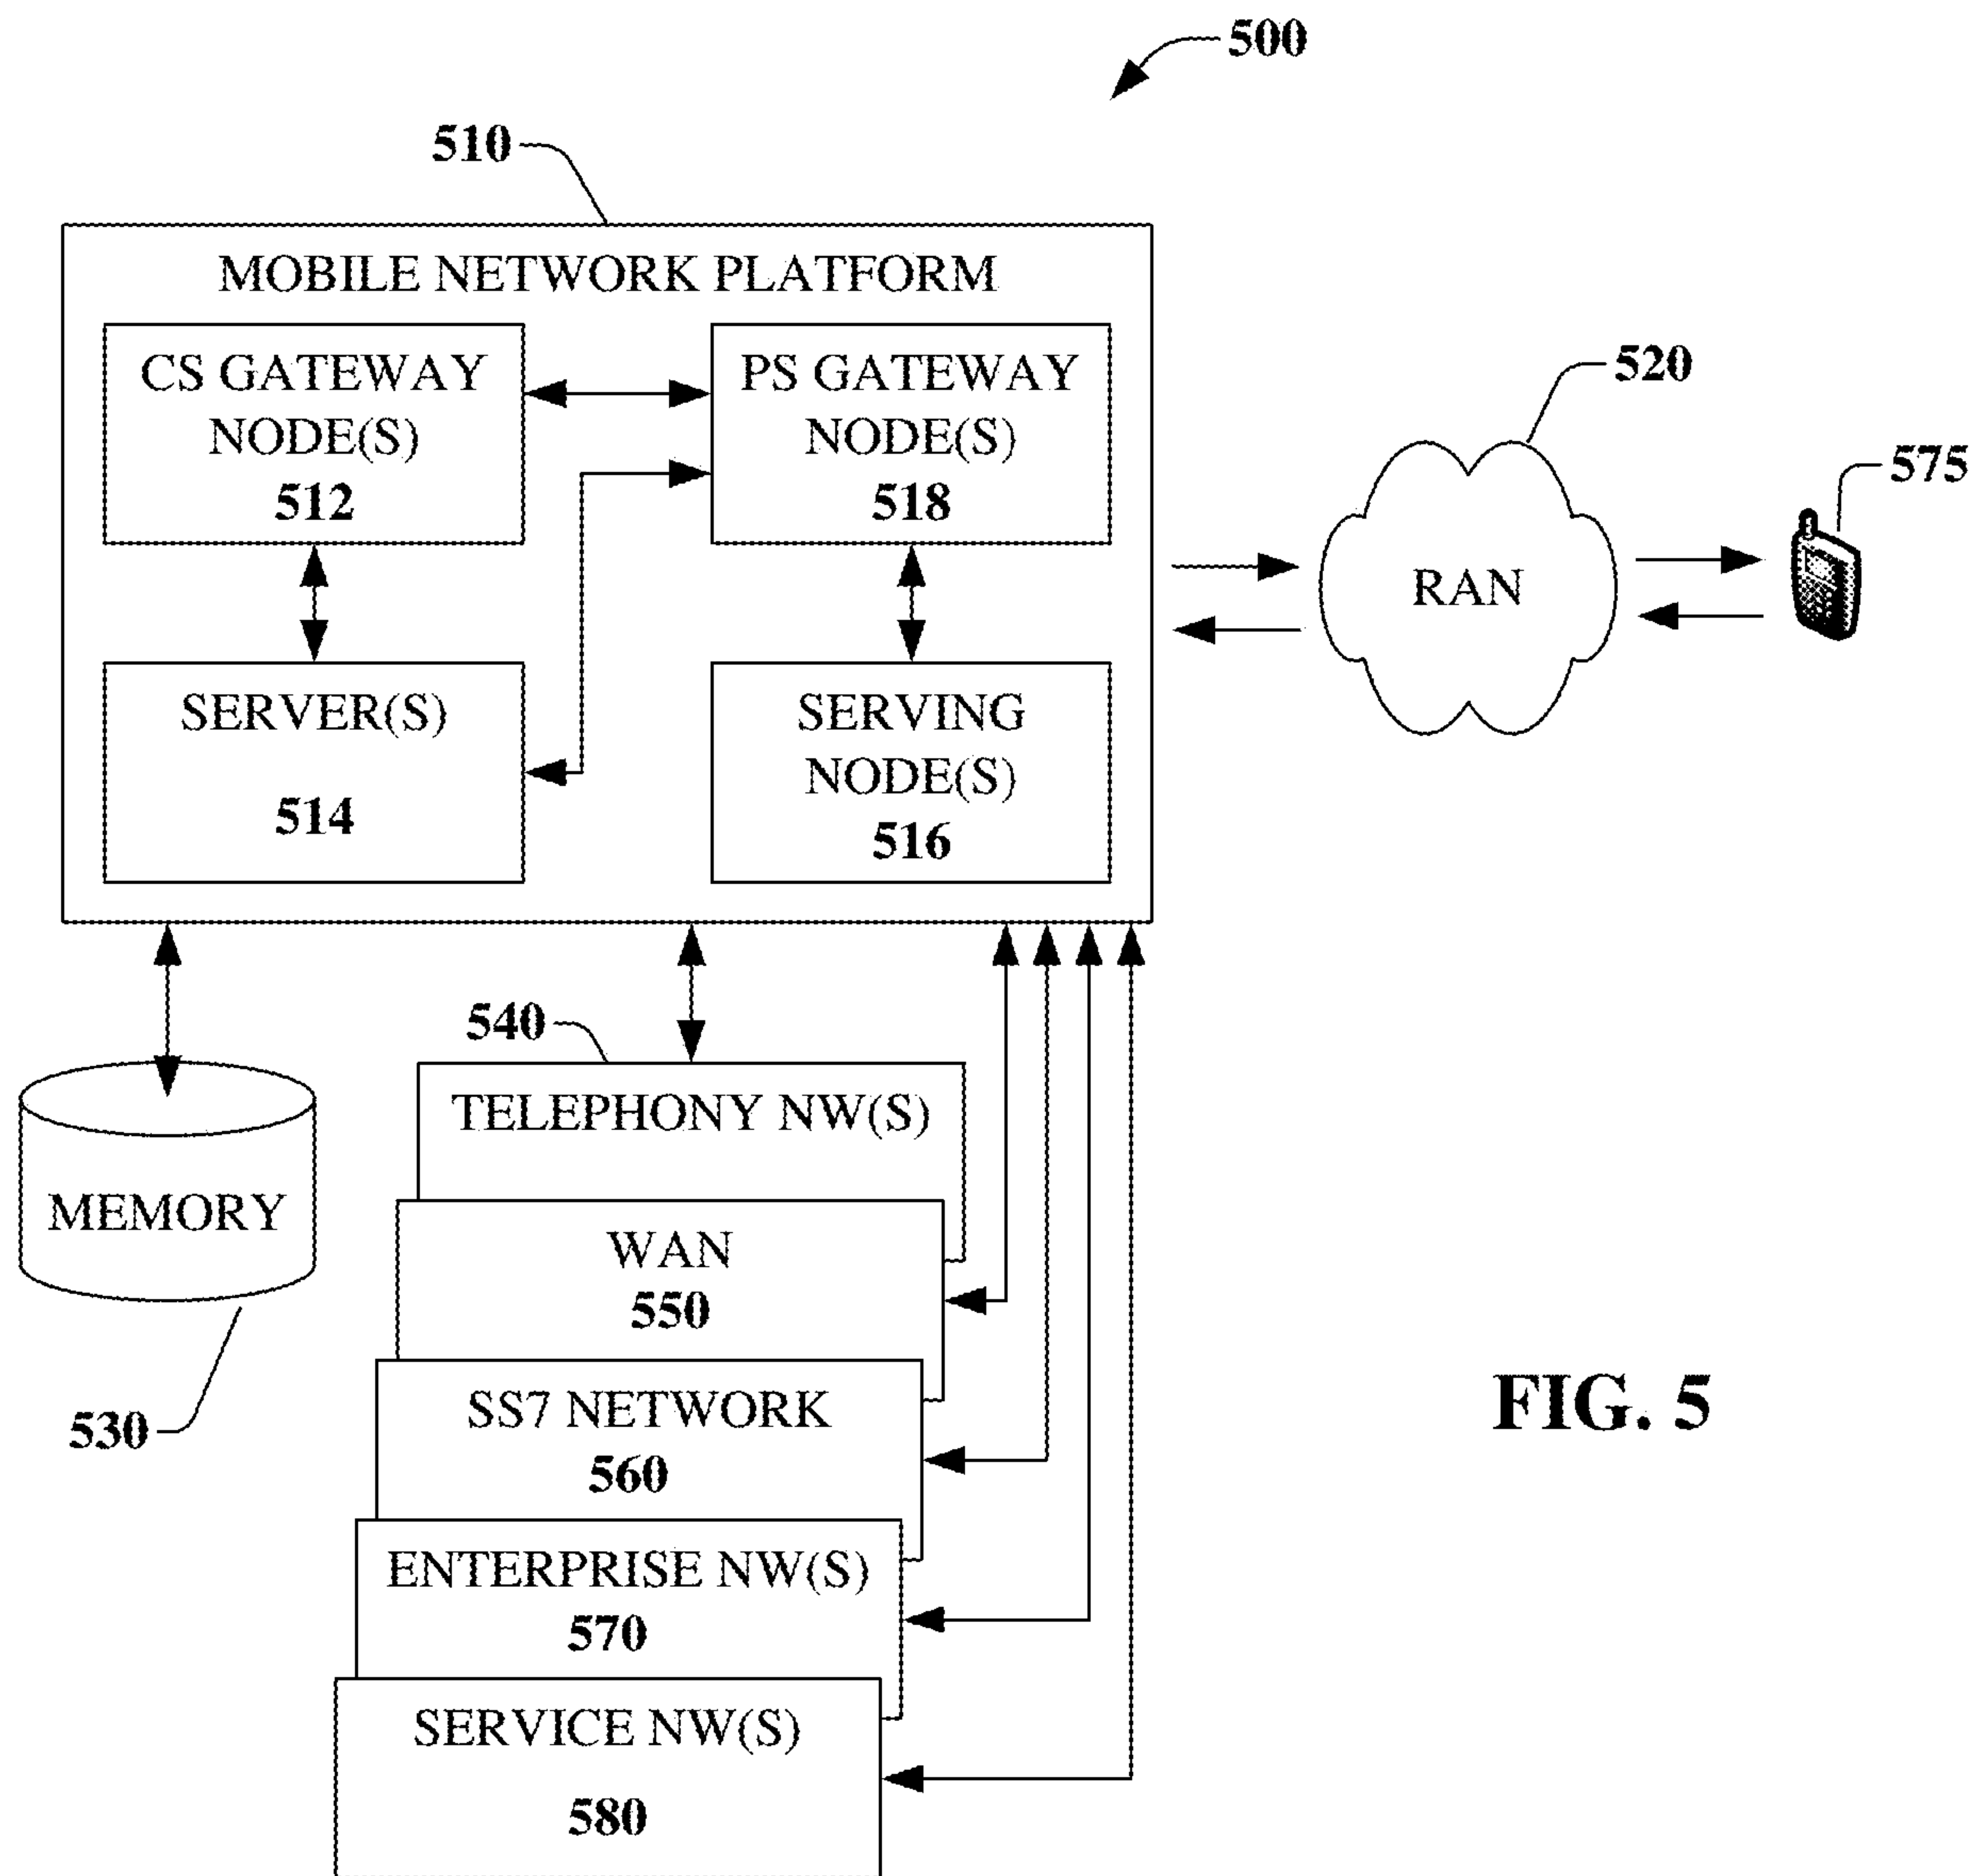 500
510
MOBILE NETWORK PLATFORM
CS GATEWAY
NODE(S)
512
PS GATEWAY
NODE(S)
518
SERVER(S)
514
SERVING
NODE(S)
516
520
RAN
575
540
TELEPHONY NW(S)
MEMORY
530
WAN
550
SS7 NETWORK
560
ENTERPRISE NW(S)
570
SERVICE NW(S)
580
FIG. 5